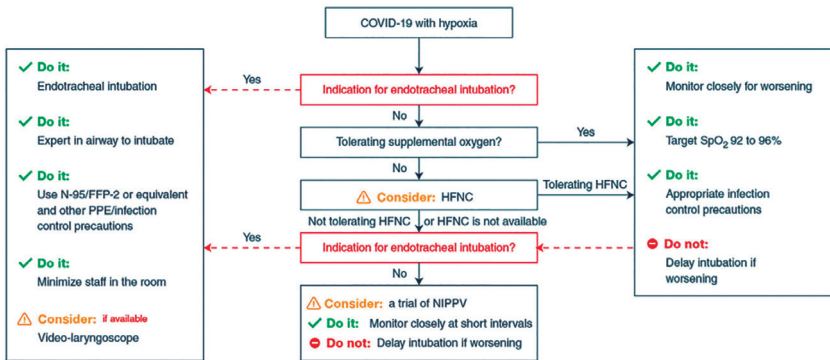 COVID-19 with hypoxia
Do it:
Endotracheal intubation
Do it:
Expert in airway to intubate
Do it:
Use N-95/FFP-2 or equivalent
and other PPE/infection
control precautions
Do it:
Minimize staff in the room
Consider: if available
Video-laryngoscope
Yes
Indication for endotracheal intubation?
No
Tolerating supplemental oxygen?
Yes
No
Consider: HFNC
Tolerating HFNC
Not tolerating HFNC or HFNC is not available
Yes
Indication for endotracheal intubation?
No
Consider: a trial of NIPPV
Do it: Monitor closely at short intervals
Do not: Delay intubation if worsening
Do it:
Monitor closely for worsening
Do it:
Target SpO₂ 92 to 96%
Do it:
Appropriate infection
control precautions
Do not:
Delay intubation if
worsening